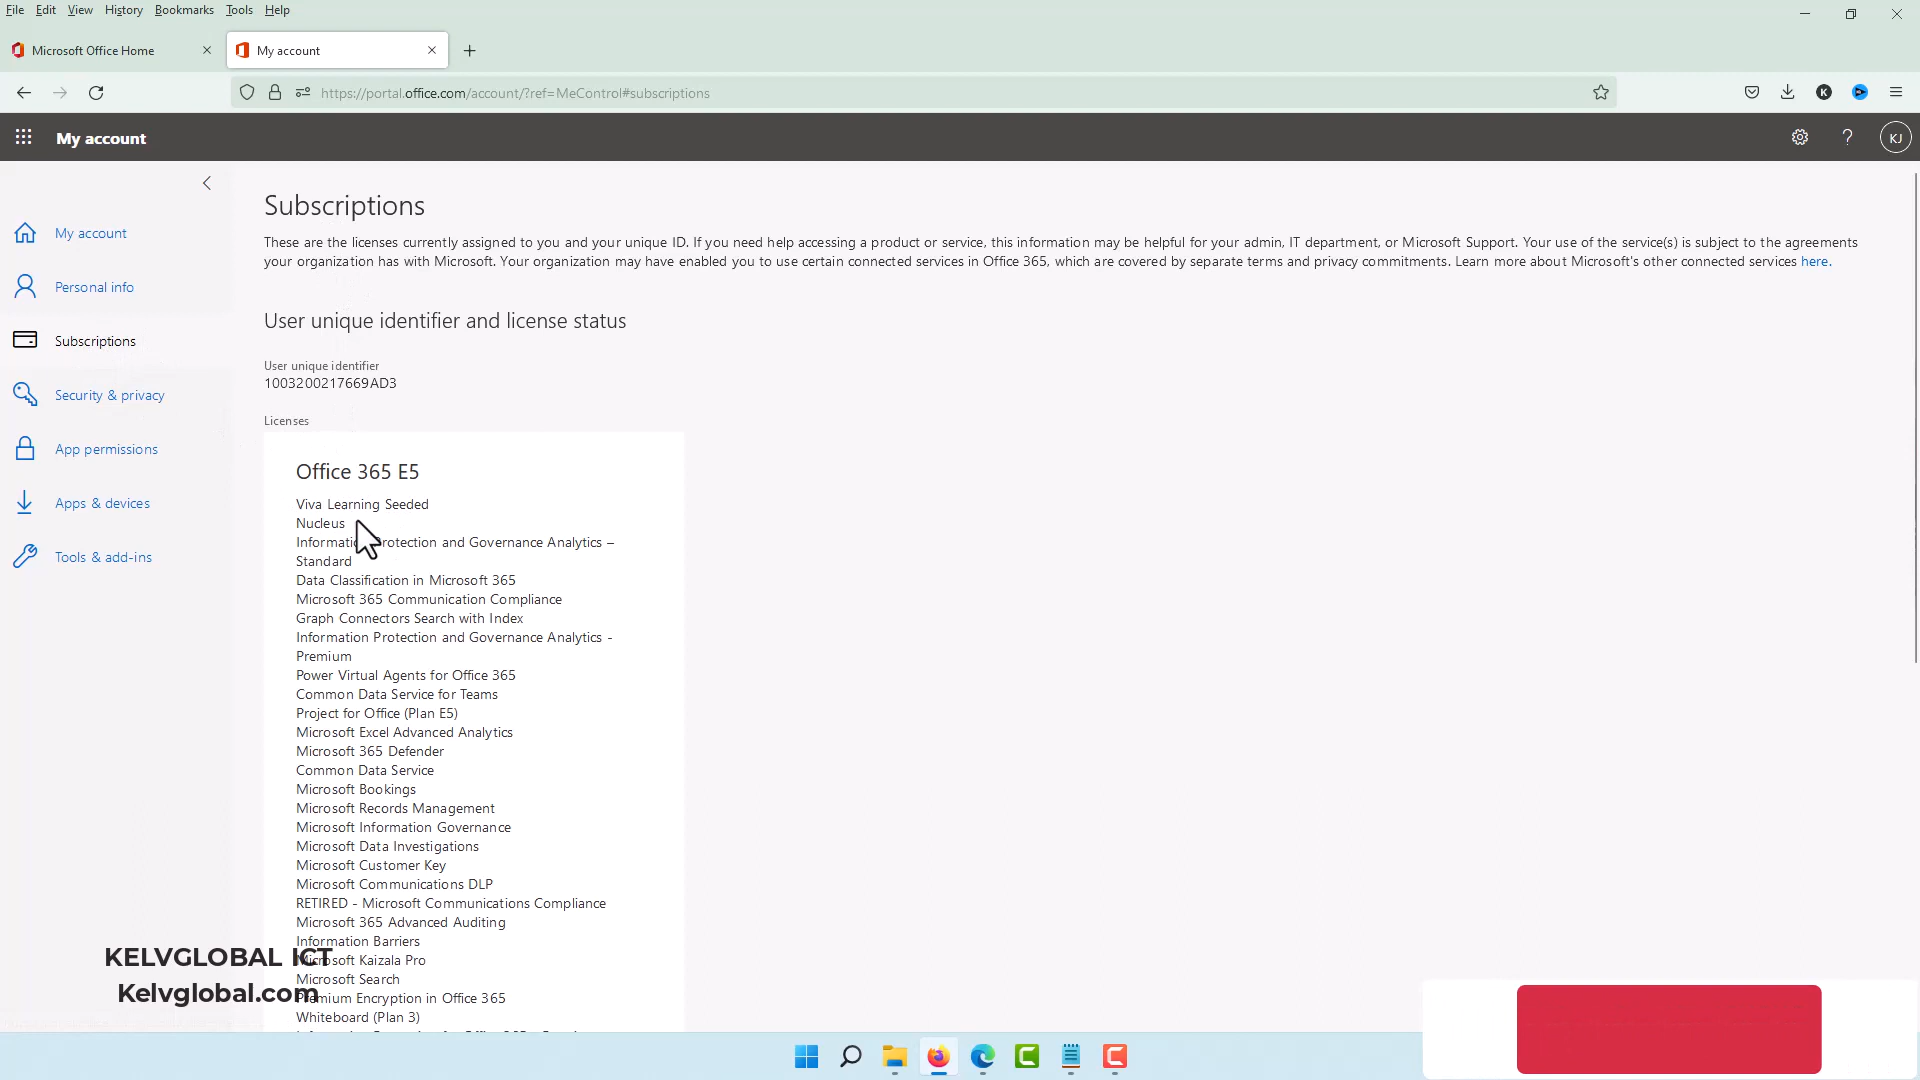 File Edit View History Bookmarks Tools Help
Microsoft Office Home
My account
https://portal.office.com/account/?ref=MeControl#subscriptions
My account
KJ
My account
Personal info
Subscriptions
Security & privacy
App permissions
Apps & devices
Tools & add-ins
Subscriptions
These are the licenses currently assigned to you and your unique ID. If you need help accessing a product or service, this information may be helpful for your admin, IT department, or Microsoft Support. Your use of the service(s) is subject to the agreements
your organization has with Microsoft. Your organization may have enabled you to use certain connected services in Office 365, which are covered by separate terms and privacy commitments. Learn more about Microsoft's other connected services here.
User unique identifier and license status
User unique identifier
1003200217669AD3
Licenses
Office 365 E5
Viva Learning Seeded
Nucleus
Information Protection and Governance Analytics –
Standard
Data Classification in Microsoft 365
Microsoft 365 Communication Compliance
Graph Connectors Search with Index
Information Protection and Governance Analytics -
Premium
Power Virtual Agents for Office 365
Common Data Service for Teams
Project for Office (Plan E5)
Microsoft Excel Advanced Analytics
Microsoft 365 Defender
Common Data Service
Microsoft Bookings
Microsoft Records Management
Microsoft Information Governance
Microsoft Data Investigations
Microsoft Customer Key
Microsoft Communications DLP
RETIRED - Microsoft Communications Compliance
Microsoft 365 Advanced Auditing
Information Barriers
Microsoft Kaizala Pro
Microsoft Search
Premium Encryption in Office 365
Whiteboard (Plan 3)
KELVGLOBAL ICT
Kelvglobal.com